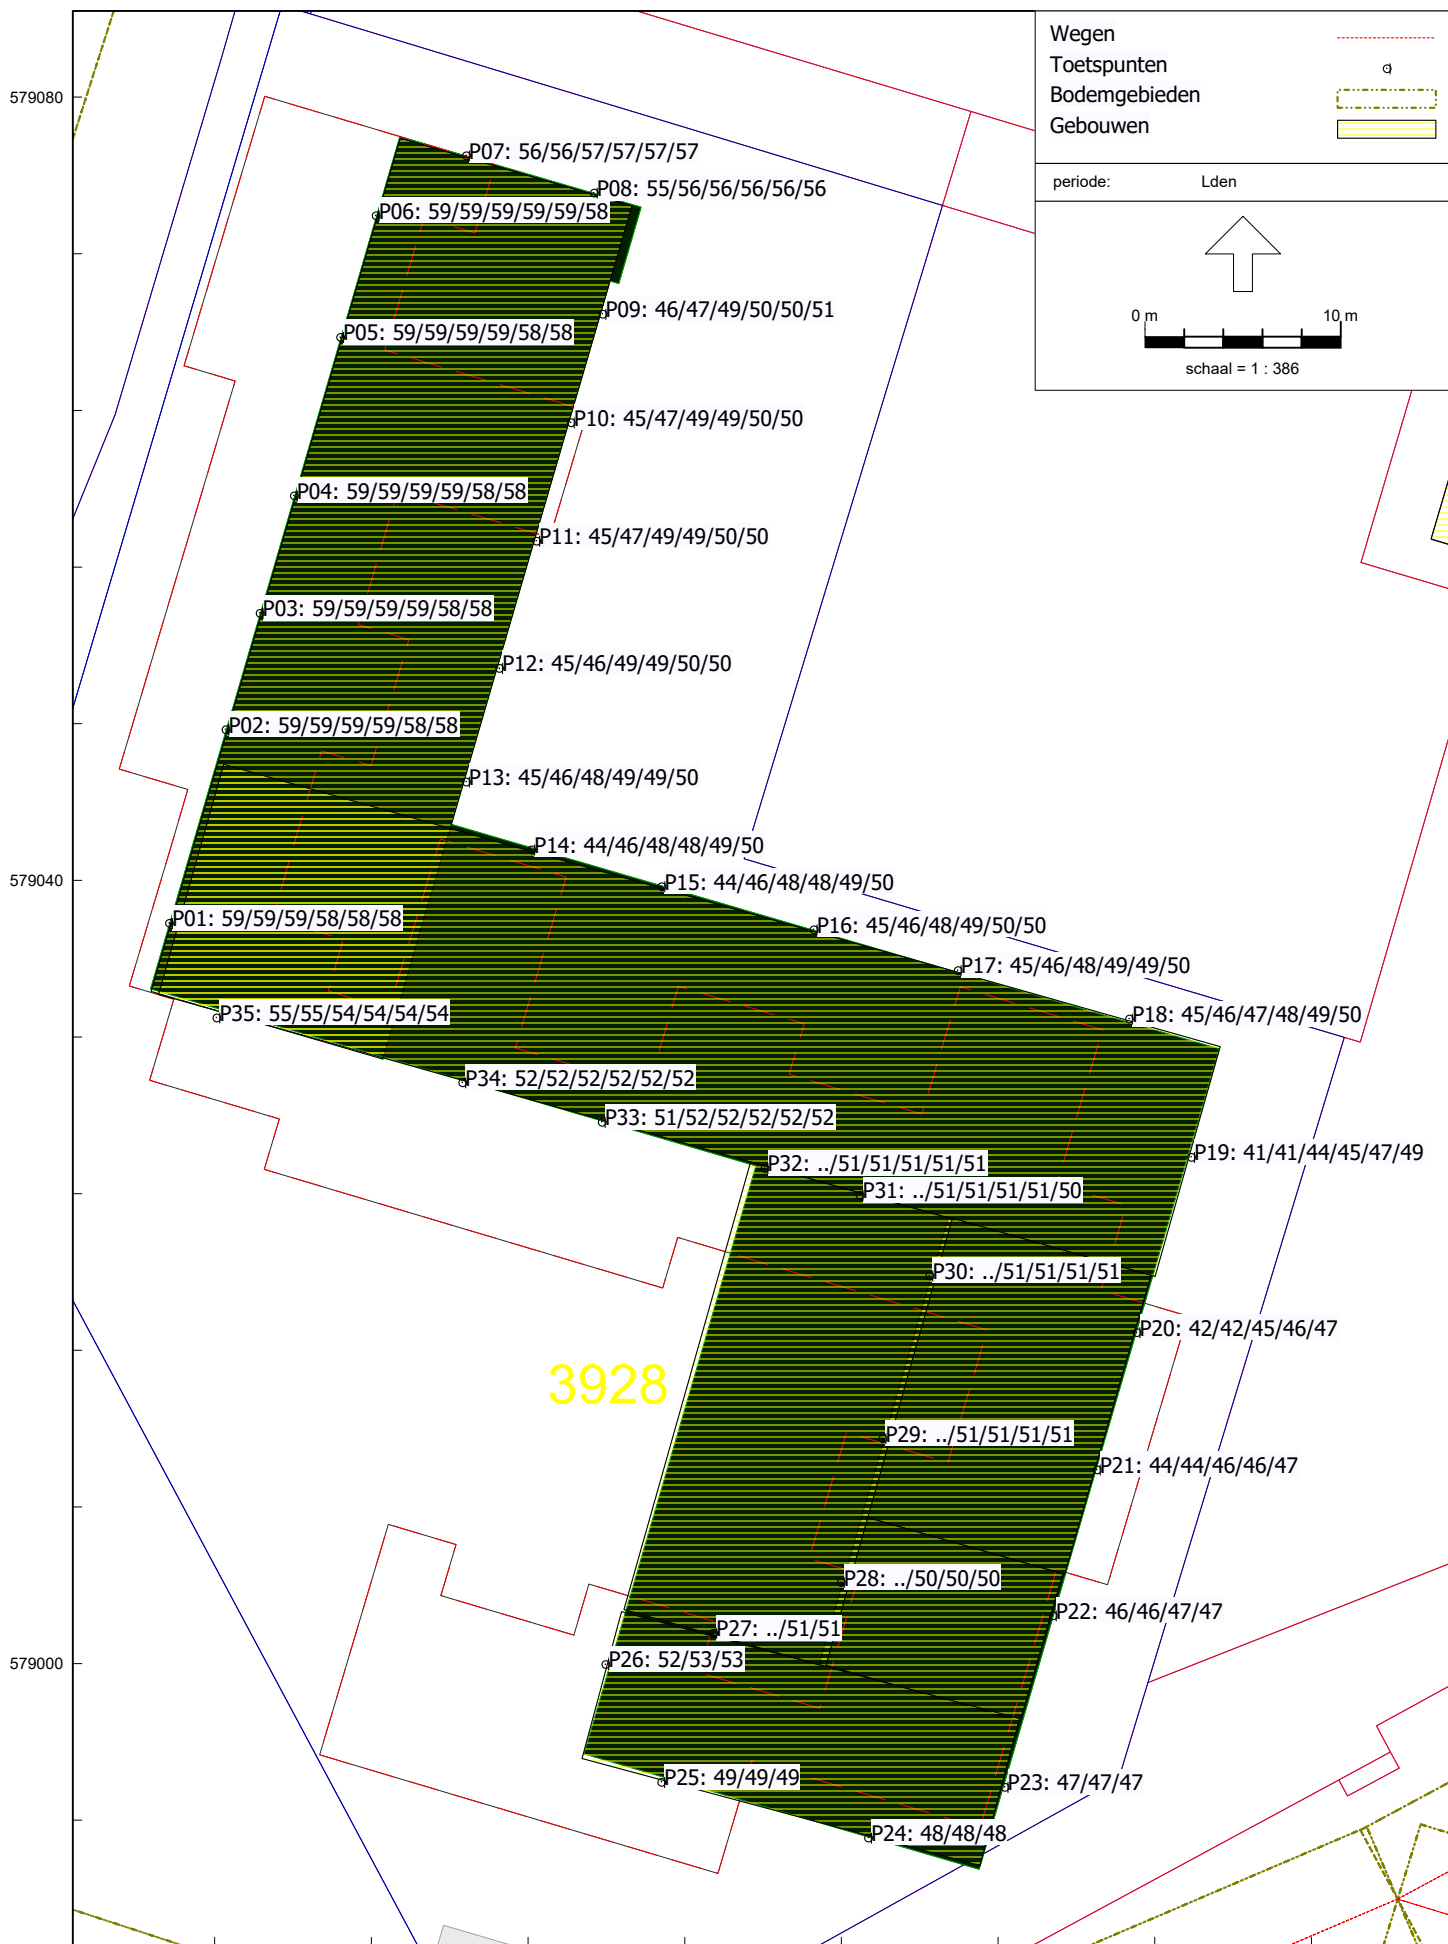 Wegen
Toetspunten
Bodemgebieden
Gebouwen
periode: Lden
0 m 10 m
schaal = 1 : 386
579080
579040
579000
P07: 56/56/57/57/57/57
P08: 55/56/56/56/56/56
P06: 59/59/59/59/59/58
P09: 46/47/49/50/50/51
P05: 59/59/59/59/58/58
P10: 45/47/49/49/50/50
P04: 59/59/59/59/58/58
P11: 45/47/49/49/50/50
P03: 59/59/59/59/58/58
P12: 45/46/49/49/50/50
P02: 59/59/59/59/58/58
P13: 45/46/48/49/49/50
P14: 44/46/48/48/49/50
P15: 44/46/48/48/49/50
P01: 59/59/59/58/58/58
P16: 45/46/48/49/50/50
P17: 45/46/48/49/49/50
P35: 55/55/54/54/54/54
P18: 45/46/47/48/49/50
P34: 52/52/52/52/52/52
P33: 51/52/52/52/52/52
P19: 41/41/44/45/47/49
P32: ../51/51/51/51/51
P31: ../51/51/51/51/50
P30: ../51/51/51/51
P20: 42/42/45/46/47
3928
P29: ../51/51/51/51
P21: 44/44/46/46/47
P28: ../50/50/50
P22: 46/46/47/47
P27: ../51/51
P26: 52/53/53
P25: 49/49/49
P23: 47/47/47
P24: 48/48/48